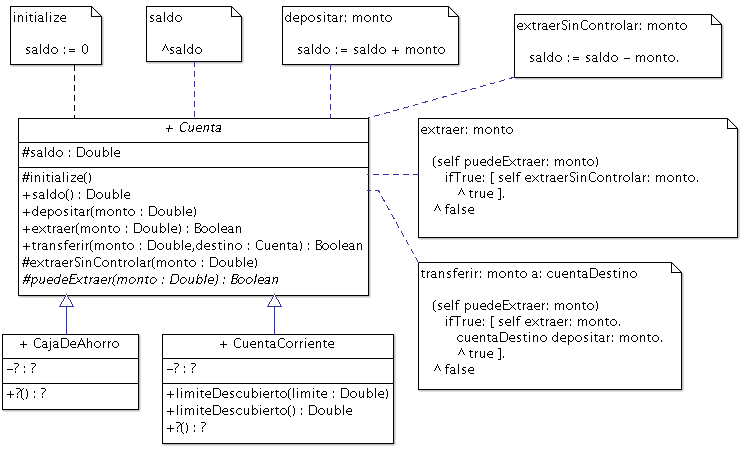 initialize
saldo := 0
saldo
^saldo
depositar: monto
saldo := saldo + monto
extraerSinControlar: monto
saldo := saldo − monto.
+ Cuenta
#saldo : Double
#initialize()
+saldo() : Double
+depositar(monto : Double)
+extraer(monto : Double) : Boolean
+transferir(monto : Double,destino : Cuenta) : Boolean
#extraerSinControlar(monto : Double)
#puedeExtraer(monto : Double) : Boolean
extraer: monto
(self puedeExtraer: monto)
ifTrue: [ self extraerSinControlar: monto.
^ true ].
^ false
transferir: monto a: cuentaDestino
(self puedeExtraer: monto)
ifTrue: [ self extraer: monto.
cuentaDestino depositar: monto.
^ true ].
^ false
+ CajaDeAhorro
−? : ?
+?() : ?
+ CuentaCorriente
−? : ?
+limiteDescubierto(limite : Double)
+limiteDescubierto() : Double
+?() : ?